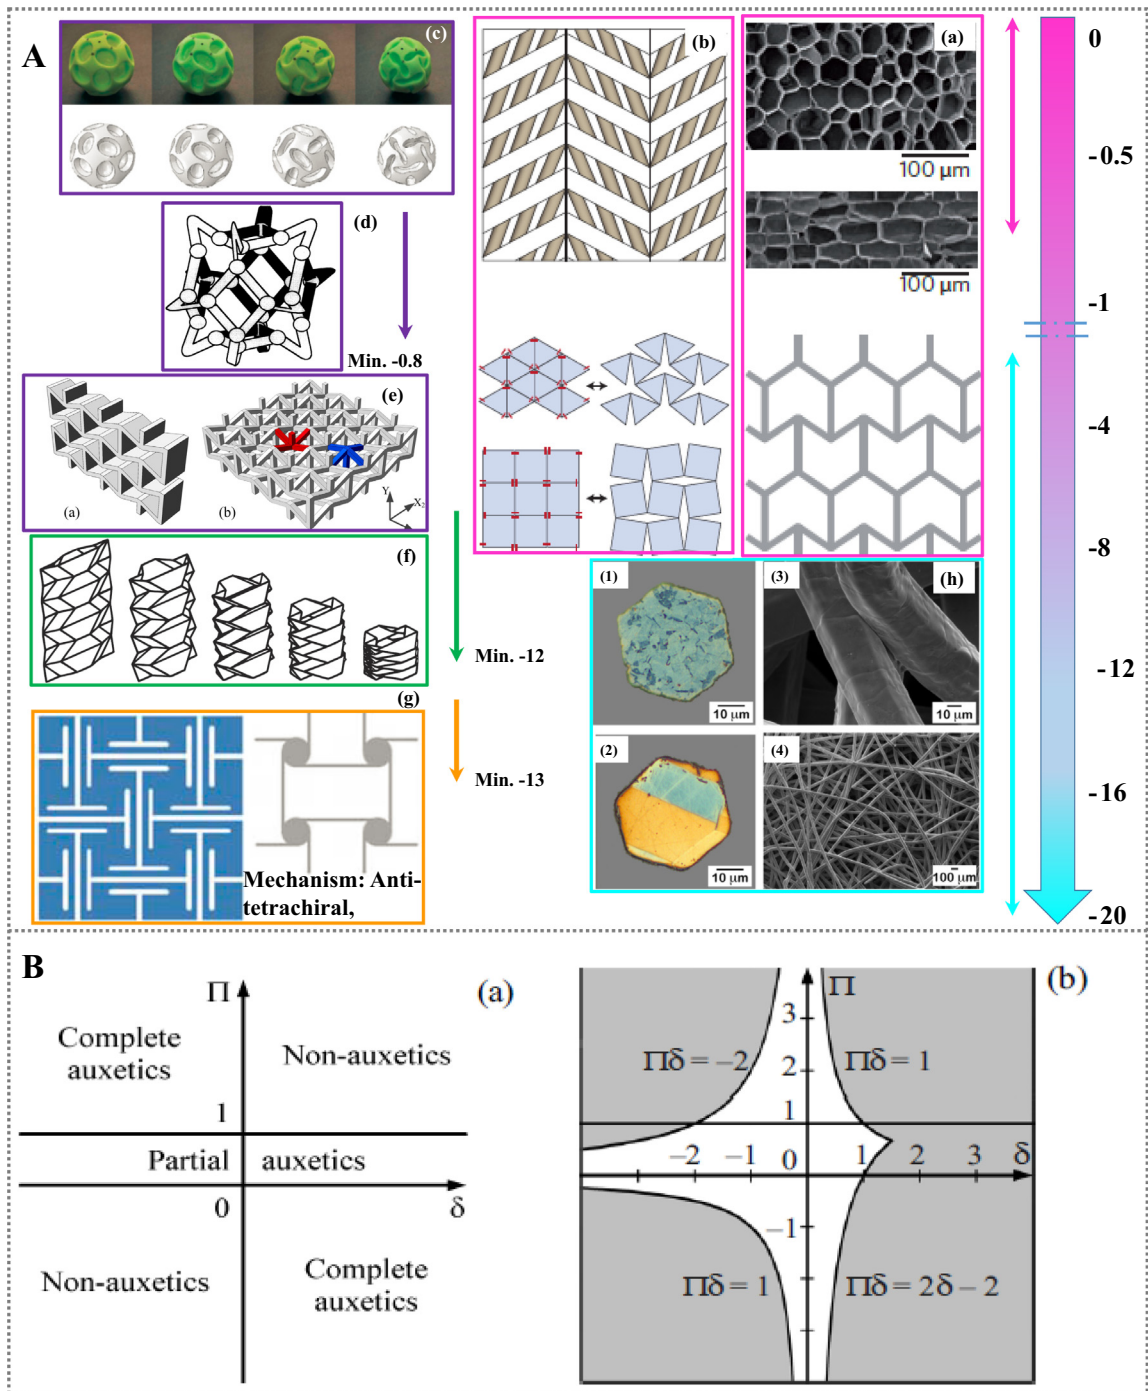 A
(c)
(d)
Min. -0.8
(e)
(a)
(b)
Y
X₂
(f)
Min. -12
(g)
Min. -13
Mechanism: Anti-
tetrachiral,
(b)
(a)
100 µm
100 µm
(1)
10 µm
(3)
(h)
10 µm
(2)
10 µm
(4)
100 µm
0
-0.5
-1
-4
-8
-12
-16
-20
B
(a)
Π
Complete
auxetics
Non-auxetics
1
Partial
auxetics
0
δ
Non-auxetics
Complete
auxetics
(b)
Π
3
Πδ = –2
Πδ = 1
2
1
–2
–1
0
1
2
3
δ
–1
Πδ = 1
Πδ = 2δ – 2